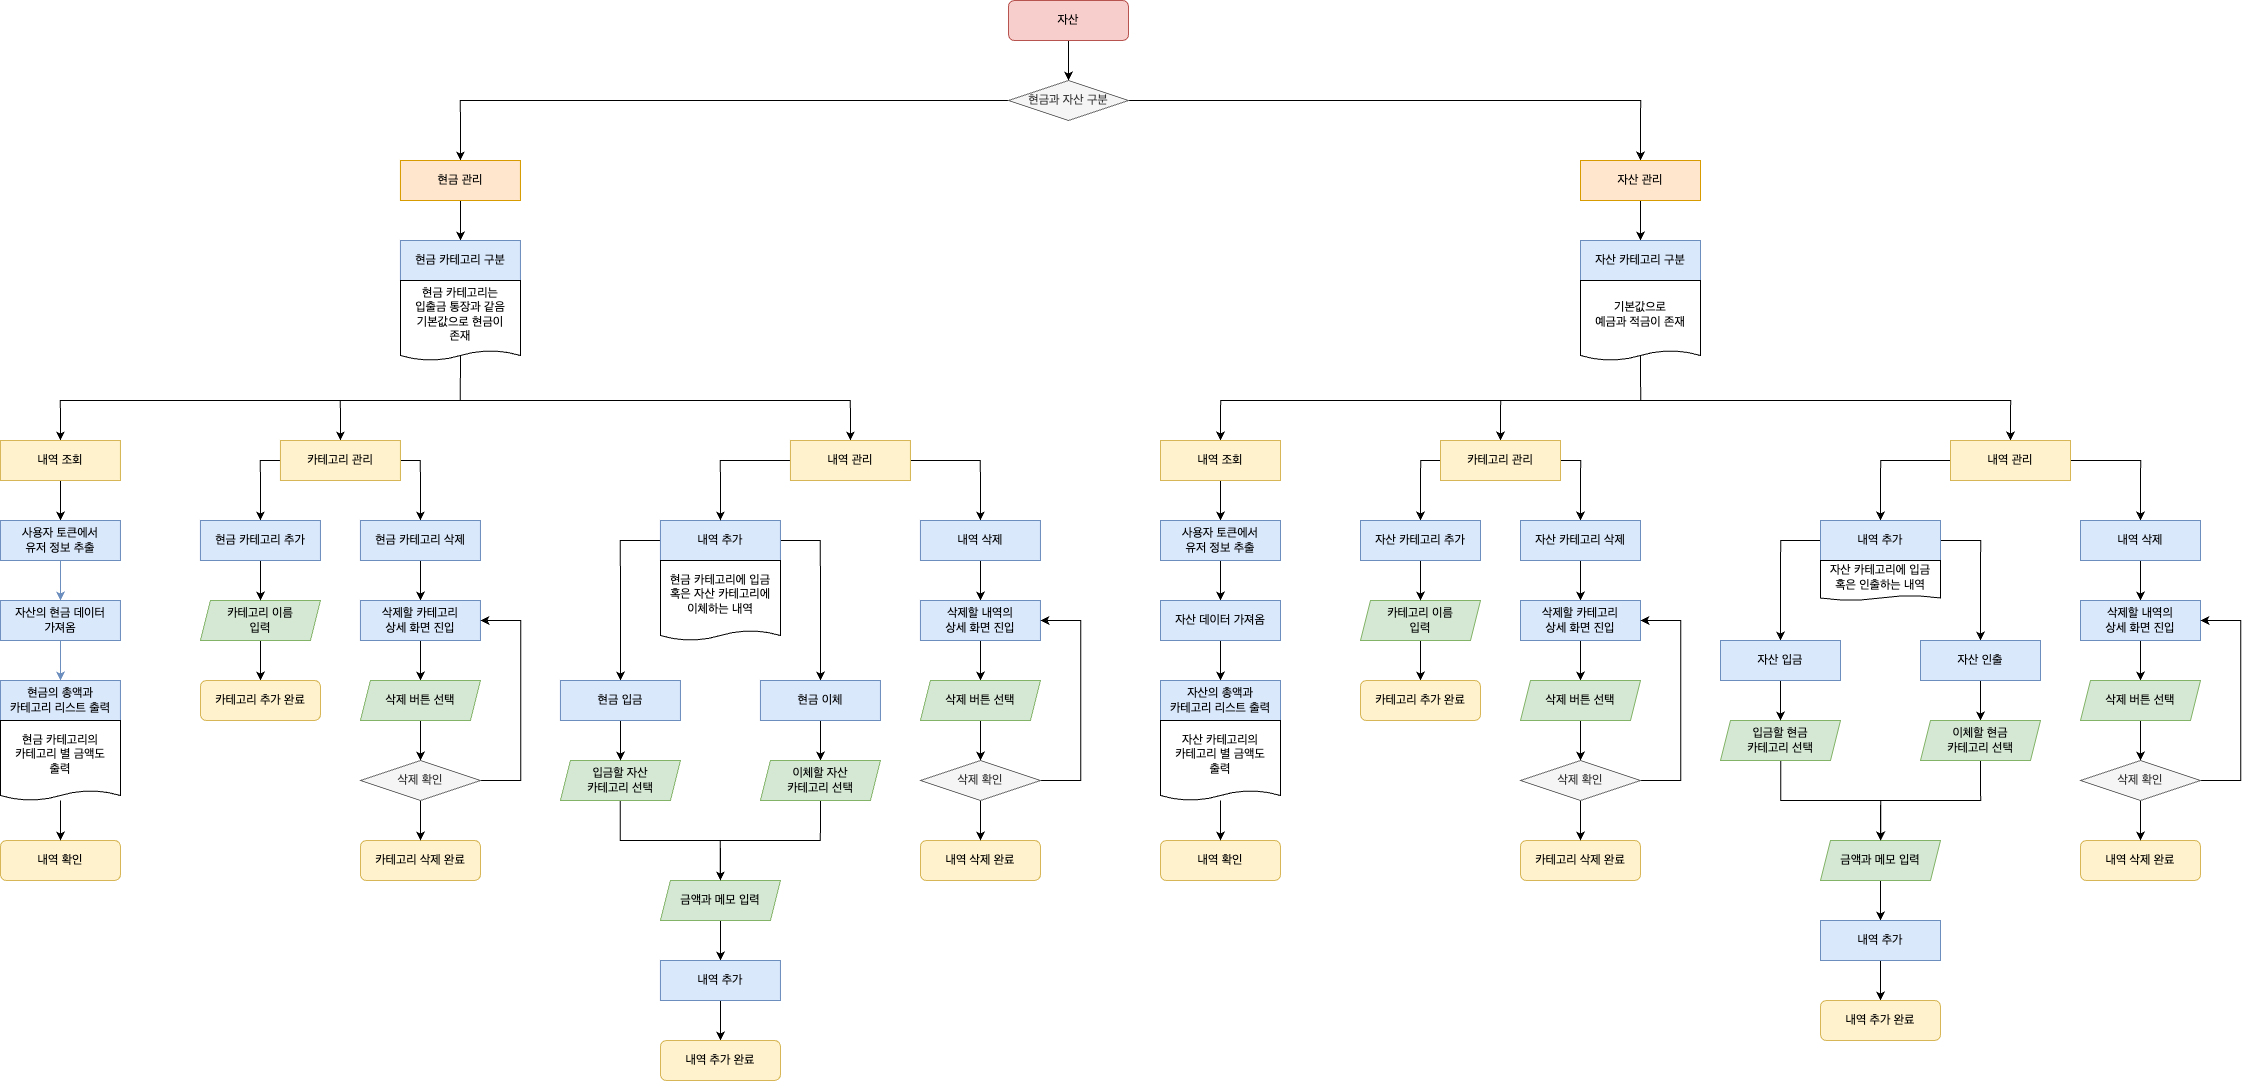 자산
현금과 자산 구분
현금 관리
자산 관리
현금 카테고리 구분
현금 카테고리는
입출금 통장과 같음
기본값으로 현금이
존재
자산 카테고리 구분
기본값으로
예금과 적금이 존재
내역 조회
사용자 토큰에서
유저 정보 추출
자산의 현금 데이터
가져옴
현금의 총액과
카테고리 리스트 출력
현금 카테고리의
카테고리 별 금액도
출력
내역 확인
카테고리 관리
현금 카테고리 추가
카테고리 이름
입력
카테고리 추가 완료
현금 카테고리 삭제
삭제할 카테고리
상세 화면 진입
삭제 버튼 선택
삭제 확인
카테고리 삭제 완료
내역 관리
내역 추가
현금 카테고리에 입금
혹은 자산 카테고리에
이체하는 내역
현금 입금
입금할 자산
카테고리 선택
현금 이체
이체할 자산
카테고리 선택
금액과 메모 입력
내역 추가
내역 추가 완료
내역 삭제
삭제할 내역의
상세 화면 진입
삭제 버튼 선택
삭제 확인
내역 삭제 완료
내역 조회
사용자 토큰에서
유저 정보 추출
자산 데이터 가져옴
자산의 총액과
카테고리 리스트 출력
자산 카테고리의
카테고리 별 금액도
출력
내역 확인
카테고리 관리
자산 카테고리 추가
카테고리 이름
입력
카테고리 추가 완료
자산 카테고리 삭제
삭제할 카테고리
상세 화면 진입
삭제 버튼 선택
삭제 확인
카테고리 삭제 완료
내역 관리
내역 추가
자산 카테고리에 입금
혹은 인출하는 내역
자산 입금
입금할 현금
카테고리 선택
자산 인출
이체할 현금
카테고리 선택
금액과 메모 입력
내역 추가
내역 추가 완료
내역 삭제
삭제할 내역의
상세 화면 진입
삭제 버튼 선택
삭제 확인
내역 삭제 완료